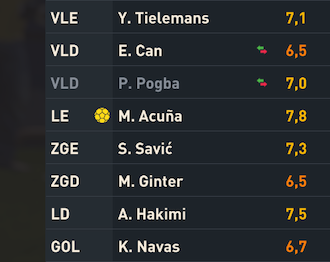 VLE Y. Tielemans 7,1
VLD E. Can 6,5
VLD P. Pogba 7,0
LE M. Acuña 7,8
ZGE S. Savić 7,3
ZGD M. Ginter 6,5
LD A. Hakimi 7,5
GOL K. Navas 6,7